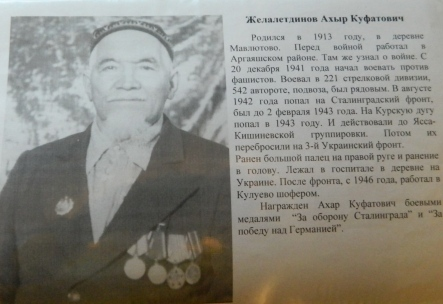 Желалетдинов Ахыр Куфатович
Родился в 1913 году, в деревне
Мавлютово. Перед войной работал в
Аргаяшском районе. Там же узнал о войне. С
20 декабря 1941 года начал воевать против
фашистов. Воевал в 221 стрелковой дивизии,
542 автороте, подвоза, был рядовым. В августе
1942 года попал на Сталинградский фронт,
был до 2 февраля 1943 года. На Курскую дугу
попал в 1943 году. И действовали до Ясса-
Кишиневской группировки. Потом их
перебросили на 3-й Украинский фронт.
Ранен большой палец на правой руге и ранение
в голову. Лежал в госпитале в деревне на
Украине. После фронта, с 1946 года, работал в
Кулуево шофером.
Награжден Ахар Куфатович боевыми
медалями “За оборону Сталинграда” и “За
победу над Германией”.